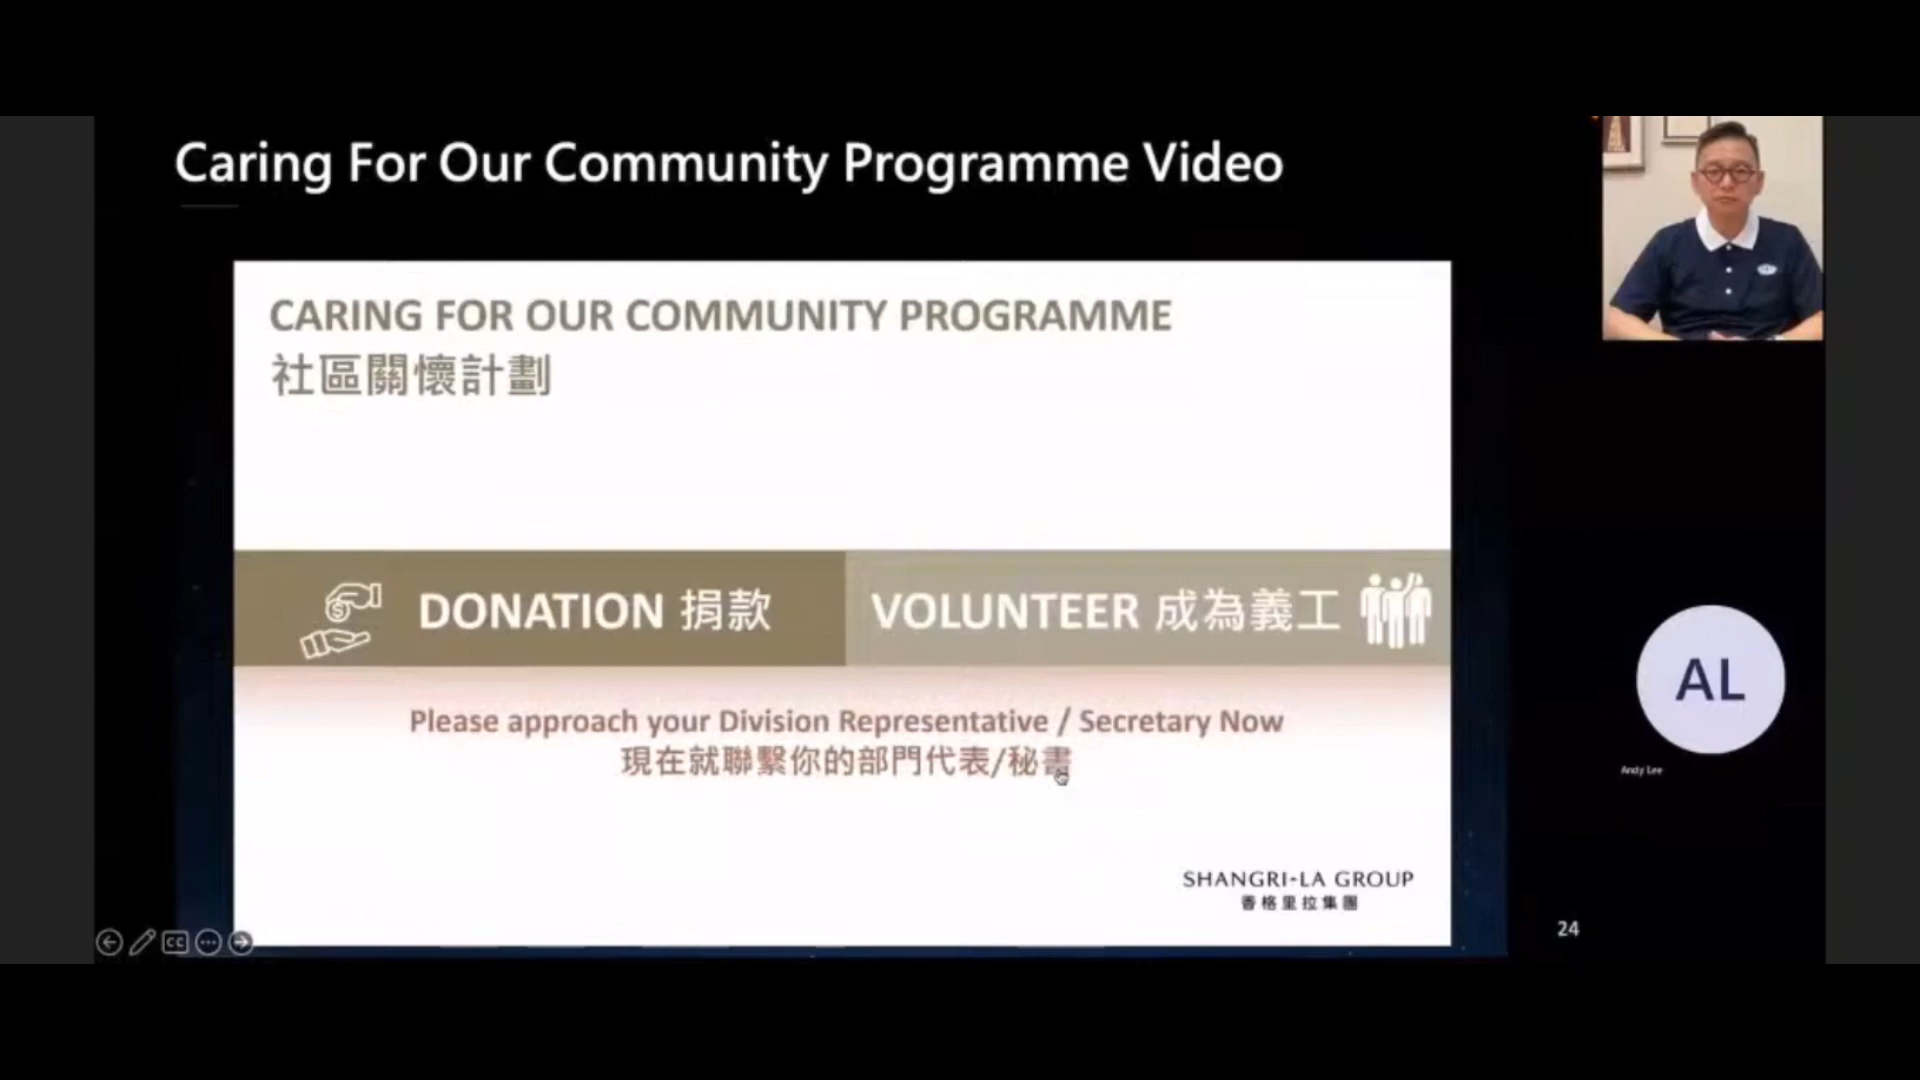 Caring For Our Community Programme Video
CARING FOR OUR COMMUNITY PROGRAMME
社區關懷計劃
DONATION 捐款
VOLUNTEER 成為義工
Please approach your Division Representative / Secretary Now
現在就聯繫你的部門代表/秘書
SHANGRI-LA GROUP
香格里拉集團
24
AL
Andy Lee
CC